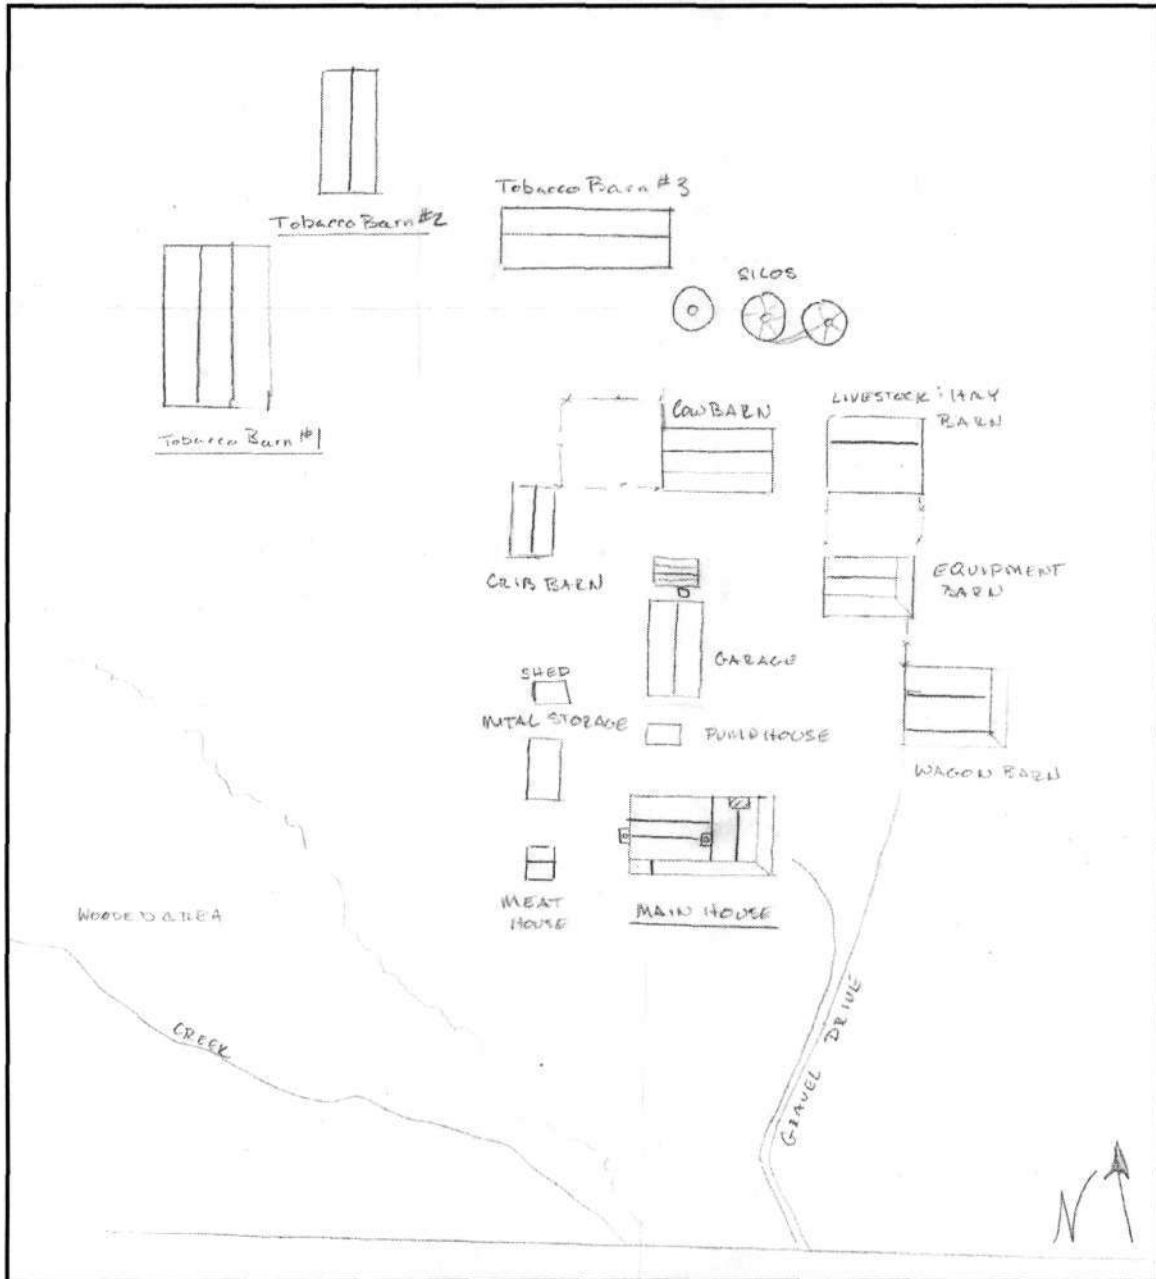 Tobacco Barn #2
Tobacco Barn #3
SILOS
Tobacco Barn #1
COW BARN
LIVESTOCK & HAY
BARN
CRIB BARN
EQUIPMENT
BARN
GARAGE
SHED
METAL STORAGE
PUMPHOUSE
WAGON BARN
MEAT
HOUSE
MAIN HOUSE
WOODED AREA
CREEK
GRAVEL DRIVE
N